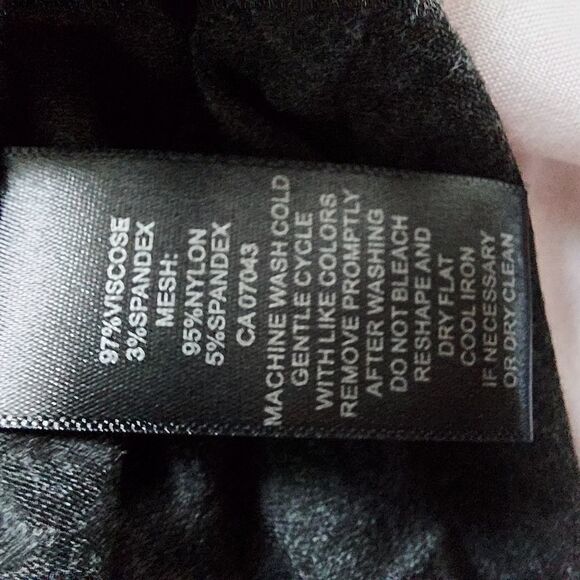 97%VISCOSE
3%SPANDEX
MESH:
95%NYLON
5%SPANDEX
CA 07043
MACHINE WASH COLD
GENTLE CYCLE
WITH LIKE COLORS
REMOVE PROMPTLY
AFTER WASHING
DO NOT BLEACH
RESHAPE AND
DRY FLAT
COOL IRON
IF NECESSARY
OR DRY CLEAN